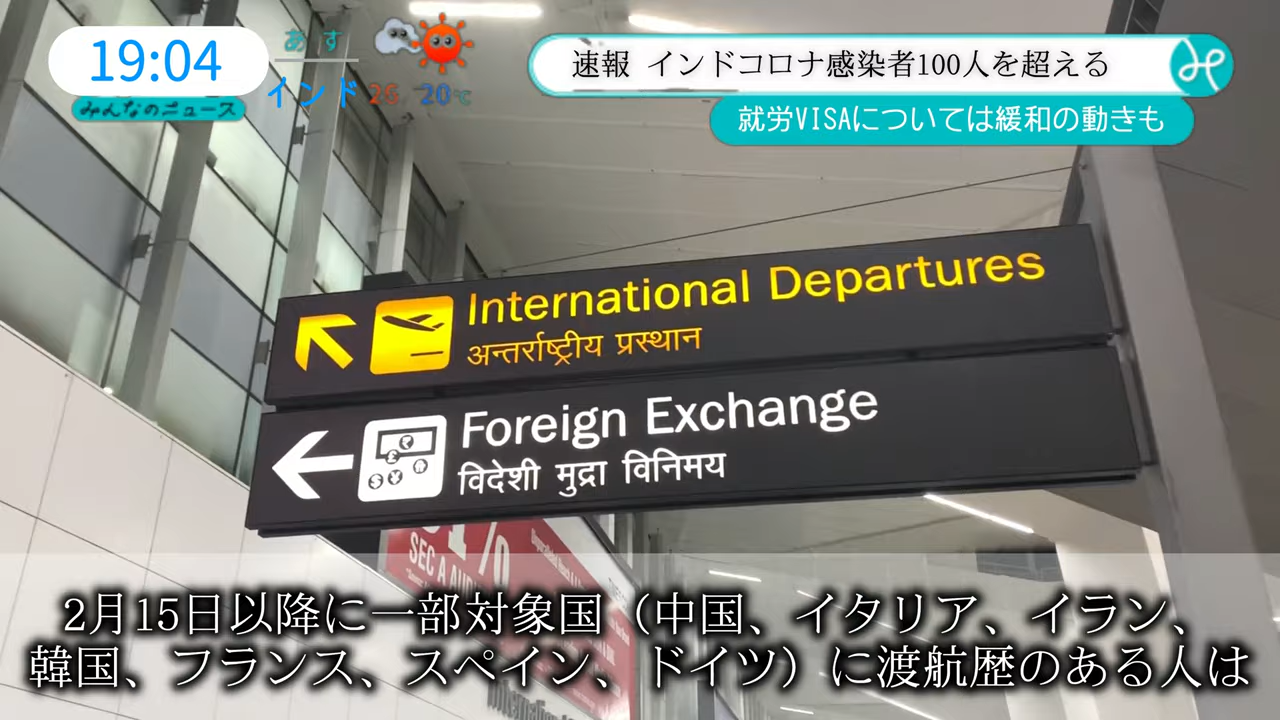 19:04
みんなのニュース
あす
インド 26 20℃
速報 インドコロナ感染者100人を超える
就労VISAについては緩和の動きも
International Departures
अन्तर्राष्ट्रीय प्रस्थान
Foreign Exchange
विदेशी मुद्रा विनिमय
SEC A
2月15日以降に一部対象国（中国、イタリア、イラン、
韓国、フランス、スペイン、ドイツ）に渡航歴のある人は